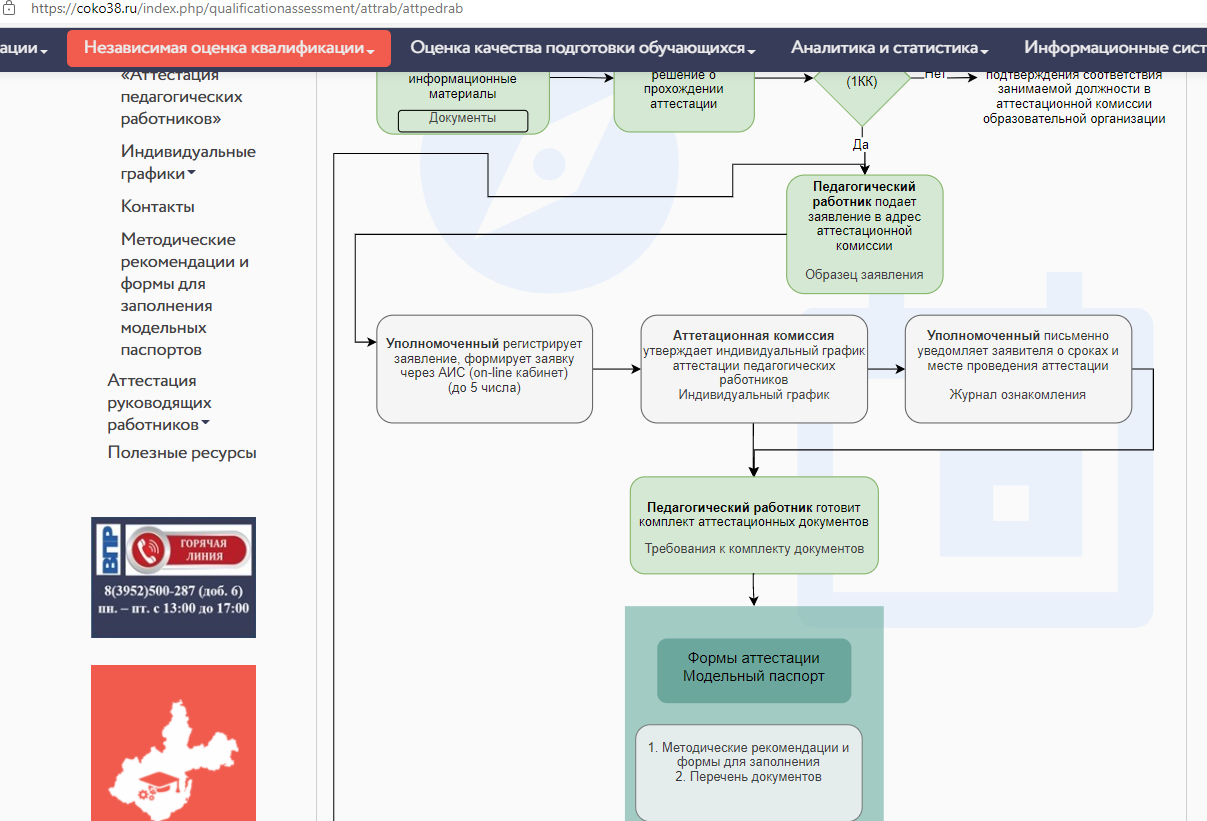 https://coko38.ru/index.php/qualificationassessment/attrab/attpedrab
ации
Независимая оценка квалификации
Оценка качества подготовки обучающихся
Аналитика и статистика
Информационные сист
«Аттестация
педагогических
работников»
Индивидуальные
графики
Контакты
Методические
рекомендации и
формы для
заполнения
модельных
паспортов
Аттестация
руководящих
работников
Полезные ресурсы
ВПР
ГОРЯЧАЯ
ЛИНИЯ
8(3952)500-287 (доб. 6)
пн. – пт. с 13:00 до 17:00
информационные
материалы
Документы
решение о
прохождении
аттестации
(1КК)
Нет
подтверждения соответствия
занимаемой должности в
аттестационной комиссии
образовательной организации
Да
Педагогический
работник подает
заявление в адрес
аттестационной
комиссии
Образец заявления
Уполномоченный регистрирует
заявление, формирует заявку
через АИС (on-line кабинет)
(до 5 числа)
Аттетационная комиссия
утверждает индивидуальный график
аттестации педагогических
работников
Индивидуальный график
Уполномоченный письменно
уведомляет заявителя о сроках и
месте проведения аттестации
Журнал ознакомления
Педагогический работник готовит
комплект аттестационных документов
Требования к комплекту документов
Формы аттестации
Модельный паспорт
1. Методические рекомендации и
формы для заполнения
2. Перечень документов